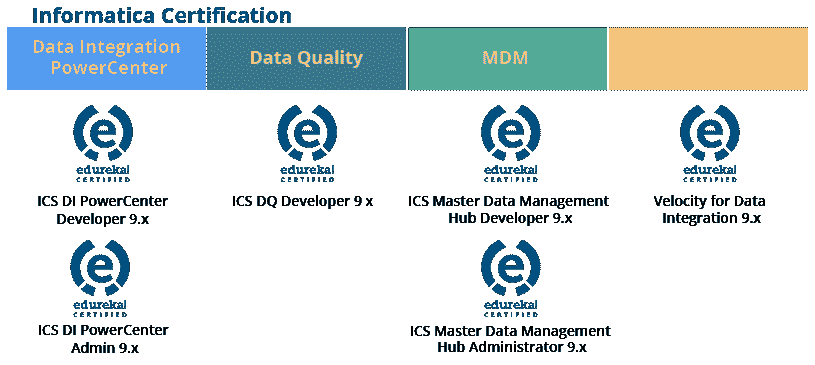 Informatica Certification
Data Integration
PowerCenter
Data Quality
MDM
edureka!
CERTIFIED
ICS DI PowerCenter
Developer 9.x
edureka!
CERTIFIED
ICS DQ Developer 9 x
edureka!
CERTIFIED
ICS Master Data Management
Hub Developer 9.x
edureka!
CERTIFIED
Velocity for Data
Integration 9.x
edureka!
CERTIFIED
ICS DI PowerCenter
Admin 9.x
edureka!
CERTIFIED
ICS Master Data Management
Hub Administrator 9.x